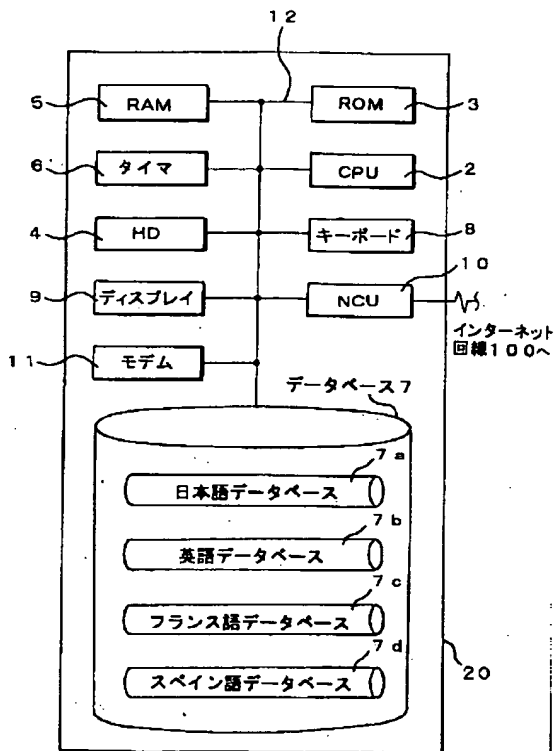 12
5 RAM ROM 3
6 タイマ CPU 2
4 HD キーボード 8
9 ディスプレイ NCU 10
インターネット
回線100へ
11 モデム
データベース7
7a
日本語データベース
7b
英語データベース
7c
フランス語データベース
7d
スペイン語データベース
20